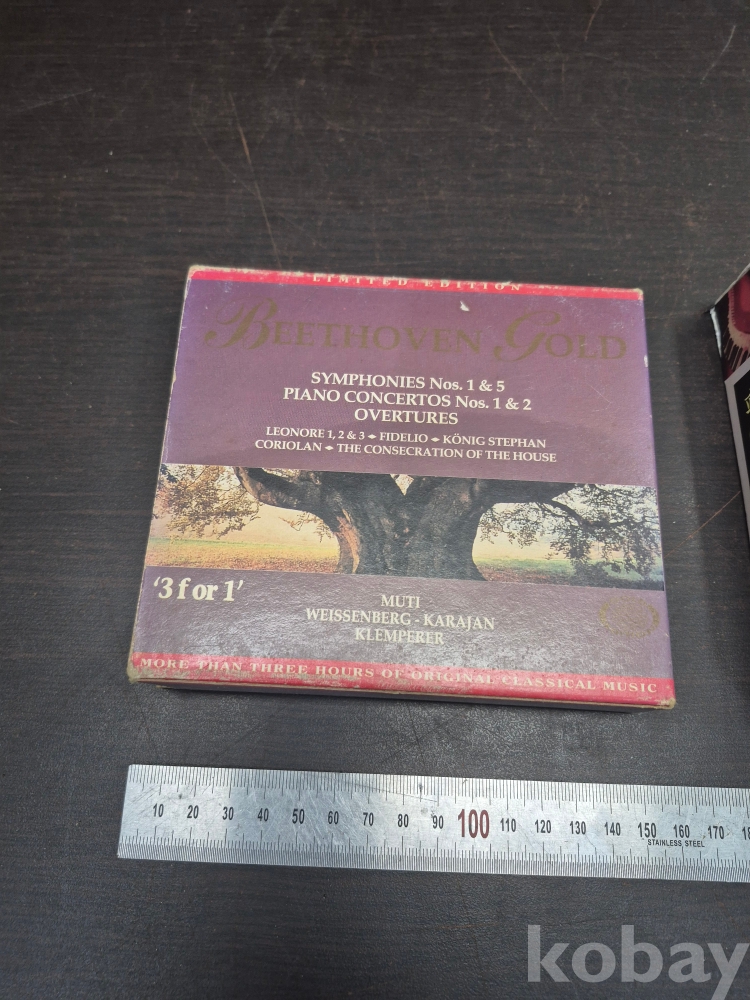 LIMITED EDITION
BEETHOVEN GOLD
SYMPHONIES Nos. 1 & 5
PIANO CONCERTOS Nos. 1 & 2
OVERTURES
LEONORE 1, 2 & 3 • FIDELIO • KÖNIG STEPHAN
CORIOLAN • THE CONSECRATION OF THE HOUSE
'3 for 1'
MUTI
WEISSENBERG - KARAJAN
KLEMPERER
MORE THAN THREE HOURS OF ORIGINAL CLASSICAL MUSIC
10 20 30 40 50 60 70 80 90 100 110 120 130 140 150 160 170
STAINLESS STEEL
kobay